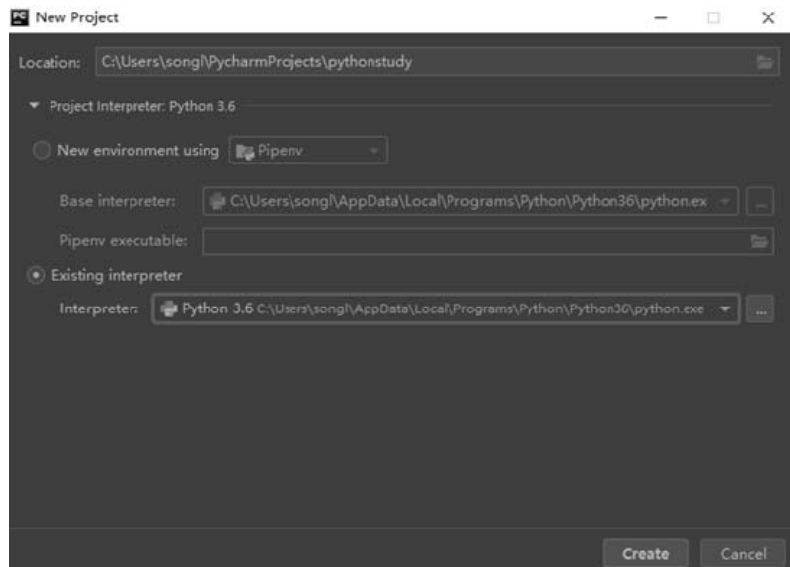 PC New Project
Location: C:\Users\songl\PycharmProjects\pythonstudy
Project Interpreter: Python 3.6
New environment using Pipenv
Base interpreter: C:\Users\songl\AppData\Local\Programs\Python\Python36\python.ex ...
Pipenv executable:
Existing interpreter
Interpreter: Python 3.6 C:\Users\songl\AppData\Local\Programs\Python\Python36\python.exe ...
Create Cancel